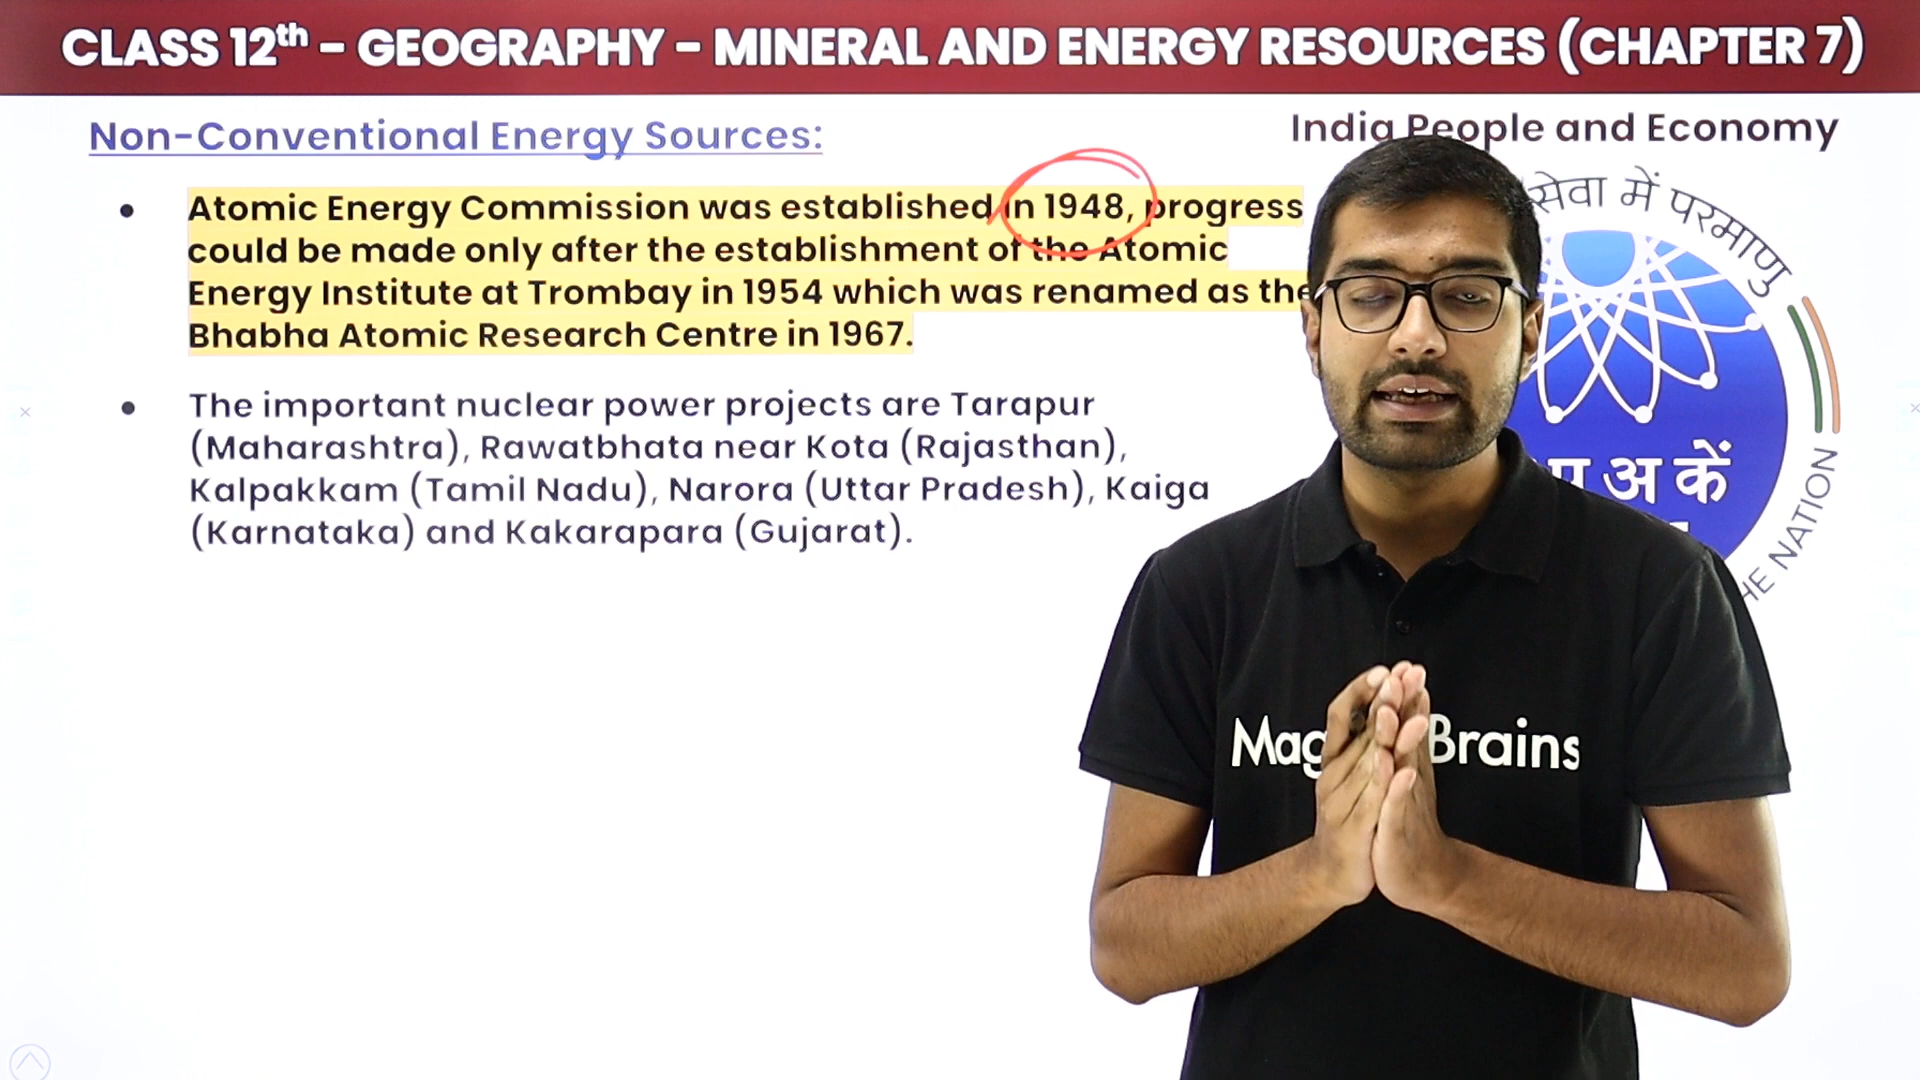 CLASS 12th - GEOGRAPHY - MINERAL AND ENERGY RESOURCES (CHAPTER 7)
Non-Conventional Energy Sources:
India People and Economy
• Atomic Energy Commission was established in 1948, progress
could be made only after the establishment of the Atomic
Energy Institute at Trombay in 1954 which was renamed as the
Bhabha Atomic Research Centre in 1967.
• The important nuclear power projects are Tarapur
(Maharashtra), Rawatbhata near Kota (Rajasthan),
Kalpakkam (Tamil Nadu), Narora (Uttar Pradesh), Kaiga
(Karnataka) and Kakarapara (Gujarat).
सेवा में परमाणु
अ कें
NATION
Brains